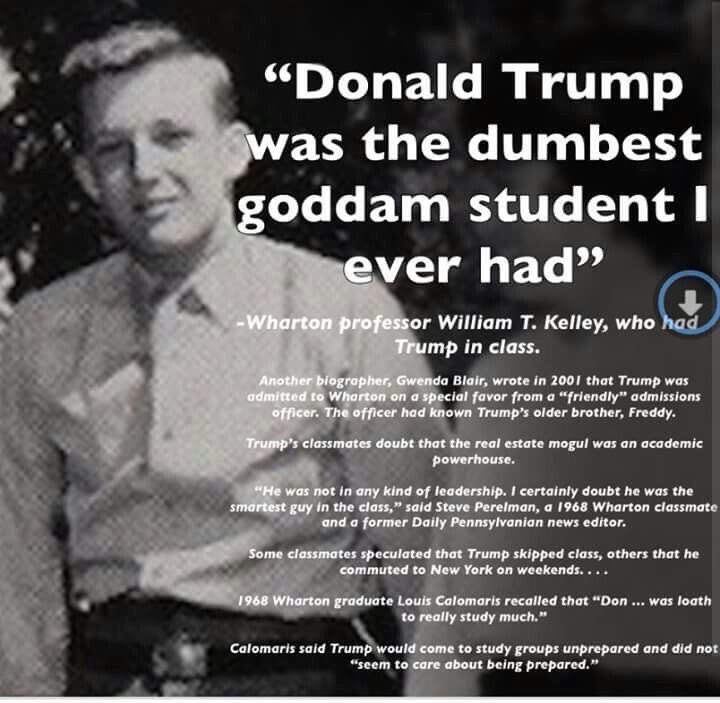 “Donald Trump
was the dumbest
goddam student I
ever had”
-Wharton professor William T. Kelley, who had
Trump in class.
Another biographer, Gwenda Blair, wrote in 2001 that Trump was
admitted to Wharton on a special favor from a “friendly” admissions
officer. The officer had known Trump’s older brother, Freddy.
Trump’s classmates doubt that the real estate mogul was an academic
powerhouse.
“He was not in any kind of leadership. I certainly doubt he was the
smartest guy in the class,” said Steve Perelman, a 1968 Wharton classmate
and a former Daily Pennsylvanian news editor.
Some classmates speculated that Trump skipped class, others that he
commuted to New York on weekends. . . .
1968 Wharton graduate Louis Calomaris recalled that “Don ... was loath
to really study much.”
Calomaris said Trump would come to study groups unprepared and did not
“seem to care about being prepared.”